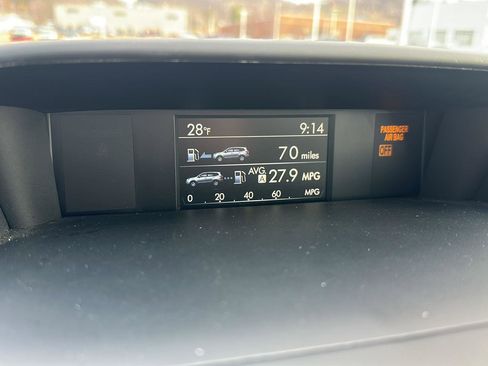 28°F 9:14
70 miles
AVG.
A 27.9 MPG
0 20 40 60 MPG
PASSENGER
AIR BAG
OFF